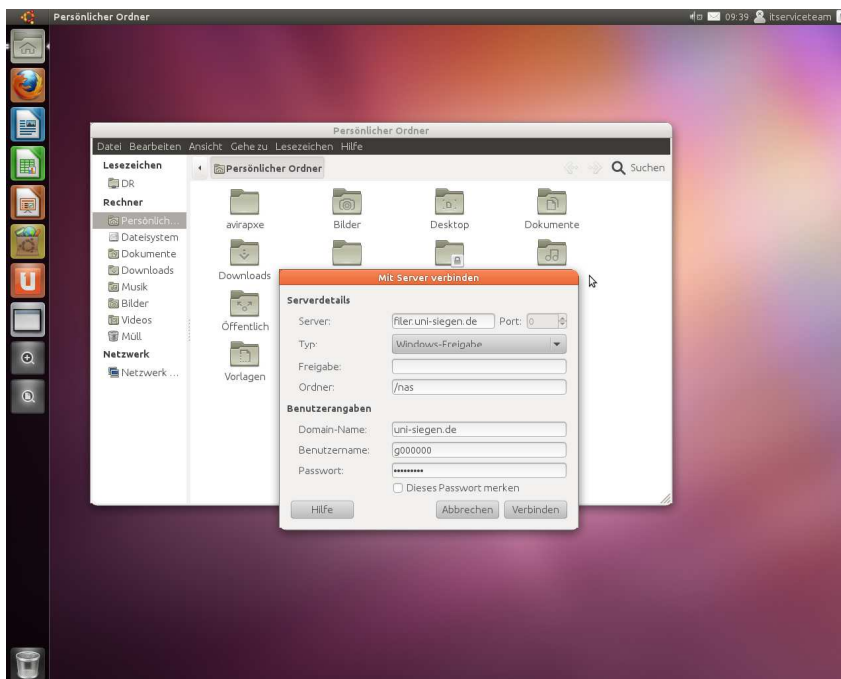 Persönlicher Ordner
09:39 itserviceteam
Persönlicher Ordner
Datei Bearbeiten Ansicht Gehe zu Lesezeichen Hilfe
Lesezeichen
DR
Rechner
Persönlich...
Dateisystem
Dokumente
Downloads
Musik
Bilder
Videos
Müll
Netzwerk
Netzwerk ...
Persönlicher Ordner
Suchen
avirapxe Bilder Desktop Dokumente
Downloads
Öffentlich
Vorlagen
Mit Server verbinden
Serverdetails
Server: filer.uni-siegen.de Port: 0
Typ: Windows-Freigabe
Freigabe:
Ordner: /nas
Benutzerangaben
Domain-Name: uni-siegen.de
Benutzername: g000000
Passwort: •••••••••
Dieses Passwort merken
Hilfe Abbrechen Verbinden